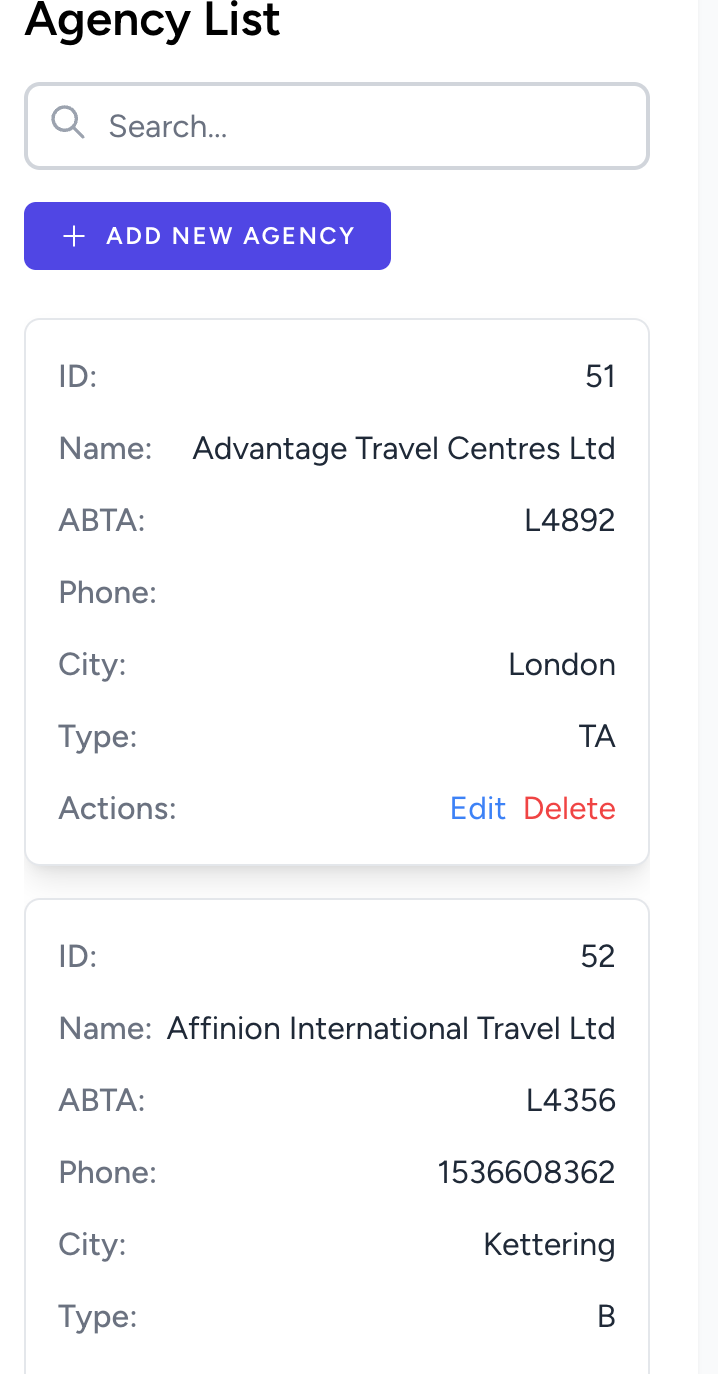 Agency List
Search...
ADD NEW AGENCY
ID: 51
Name: Advantage Travel Centres Ltd
ABTA: L4892
Phone:
City: London
Type: TA
Actions: Edit Delete
ID: 52
Name: Affinion International Travel Ltd
ABTA: L4356
Phone: 1536608362
City: Kettering
Type: B